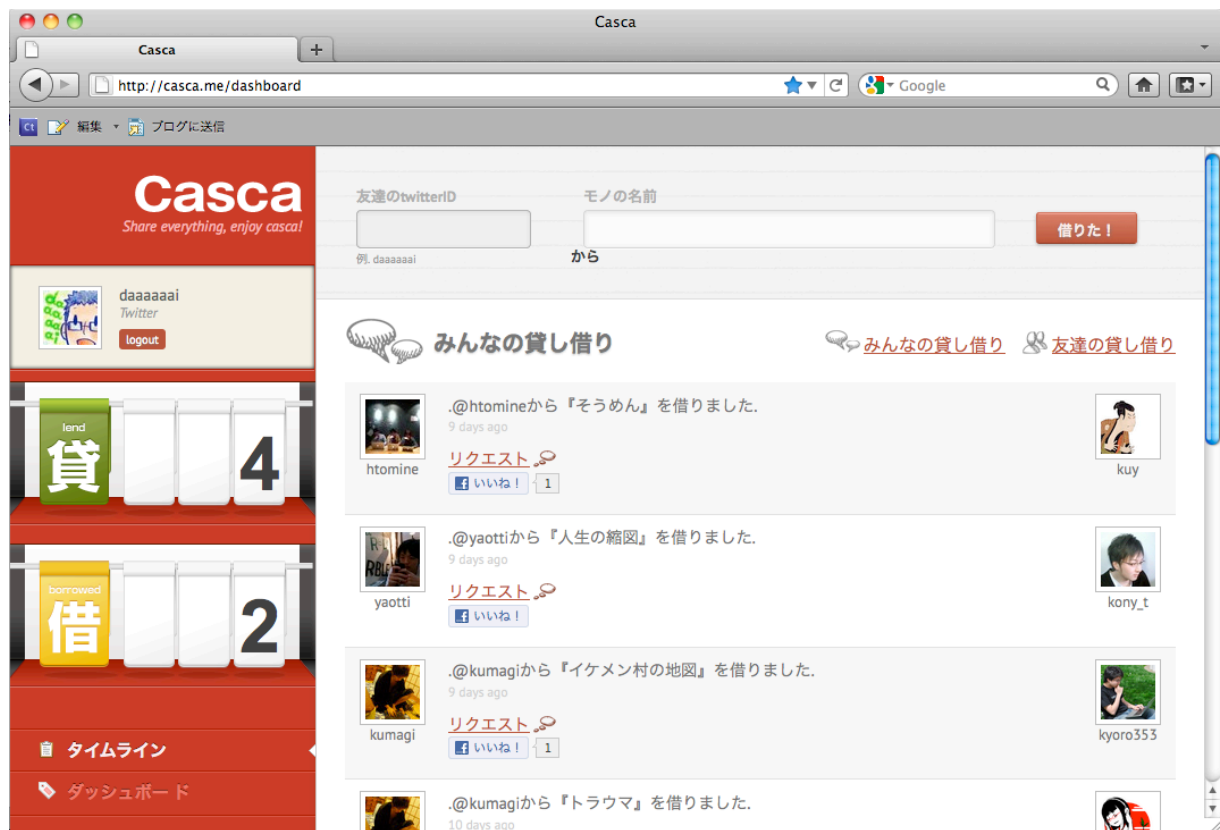 Casca
Casca
http://casca.me/dashboard
Google
Ct 編集 ブログに送信
Casca
Share everything, enjoy casca!
daaaaaai
Twitter
logout
lend
貸
4
borrowed
借
2
タイムライン
ダッシュボード
友達のtwitterID モノの名前
借りた！
例. daaaaaai から
みんなの貸し借り みんなの貸し借り 友達の貸し借り
.@htomineから『そうめん』を借りました.
9 days ago
リクエスト
いいね！ 1
htomine kuy
.@yaottiから『人生の縮図』を借りました.
9 days ago
リクエスト
いいね！
yaotti kony_t
.@kumagiから『イケメン村の地図』を借りました.
9 days ago
リクエスト
いいね！ 1
kumagi kyoro353
.@kumagiから『トラウマ』を借りました.
10 days ago